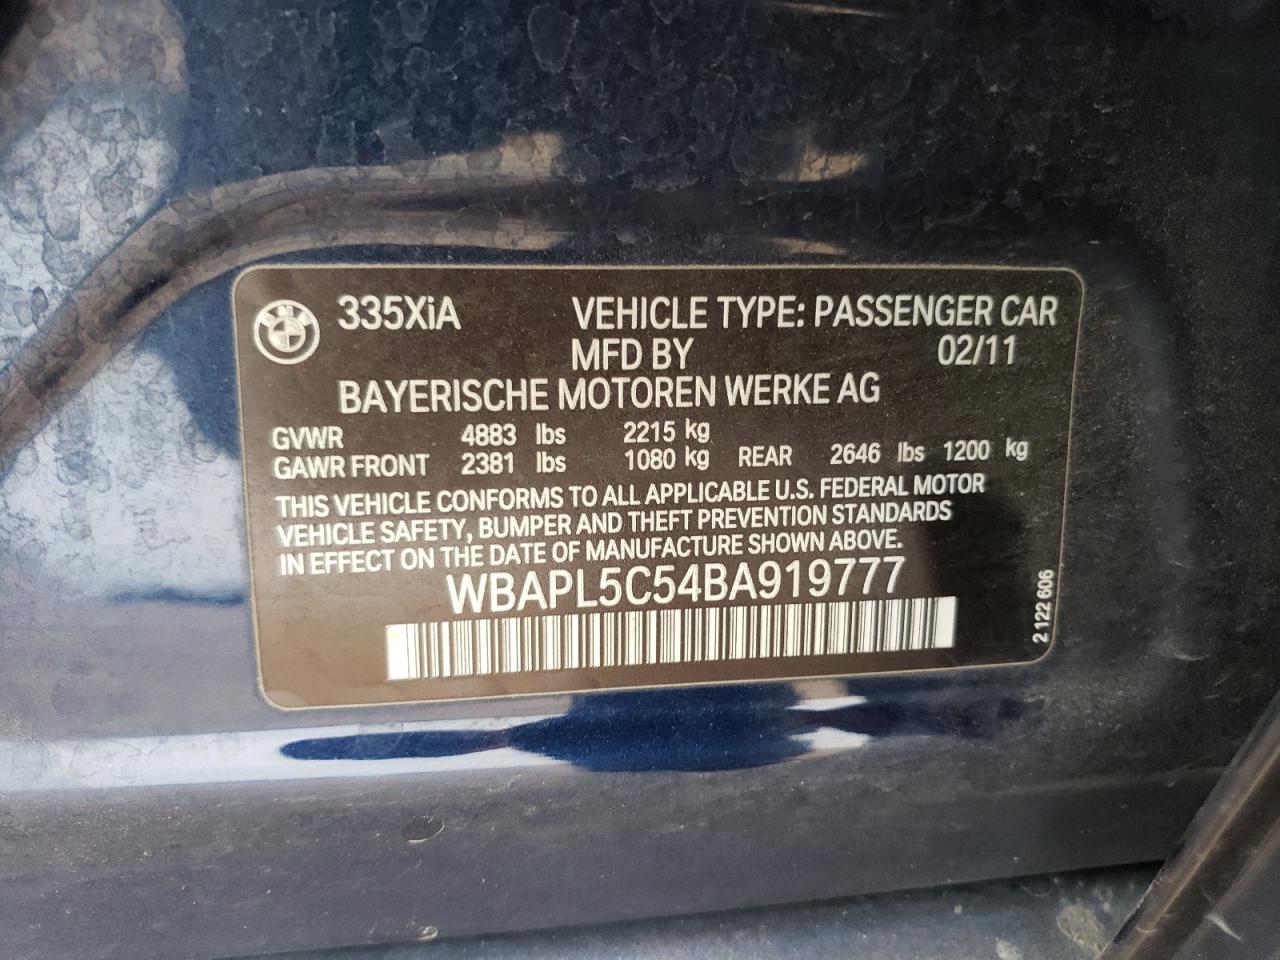 BMW 335XiA VEHICLE TYPE: PASSENGER CAR
MFD BY 02/11
BAYERISCHE MOTOREN WERKE AG
GVWR 4883 lbs 2215 kg
GAWR FRONT 2381 lbs 1080 kg REAR 2646 lbs 1200 kg
THIS VEHICLE CONFORMS TO ALL APPLICABLE U.S. FEDERAL MOTOR
VEHICLE SAFETY, BUMPER AND THEFT PREVENTION STANDARDS
IN EFFECT ON THE DATE OF MANUFACTURE SHOWN ABOVE.
WBAPL5C54BA919777
2 122 606